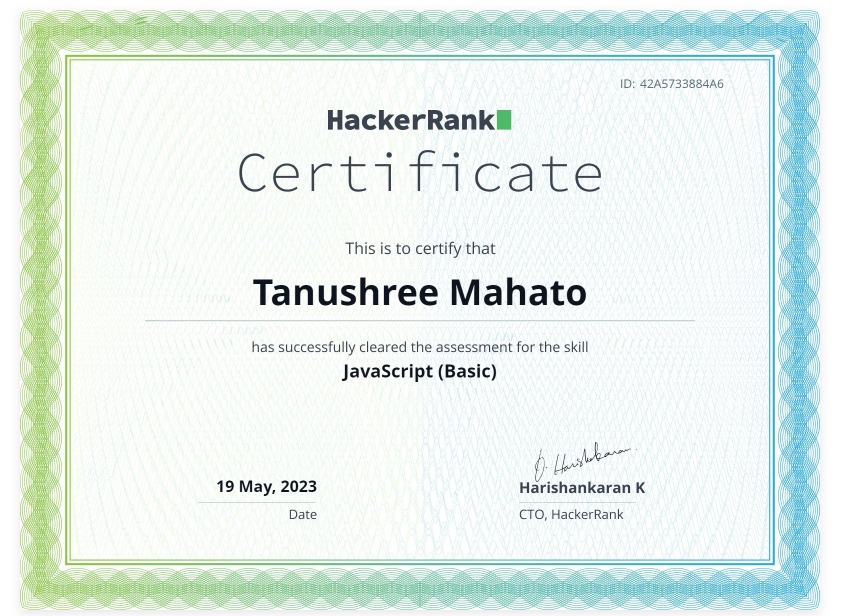 ID: 42A5733884A6
HackerRank
Certificate
This is to certify that
Tanushree Mahato
has successfully cleared the assessment for the skill
JavaScript (Basic)
19 May, 2023
Date
O. Harishankaran
Harishankaran K
CTO, HackerRank